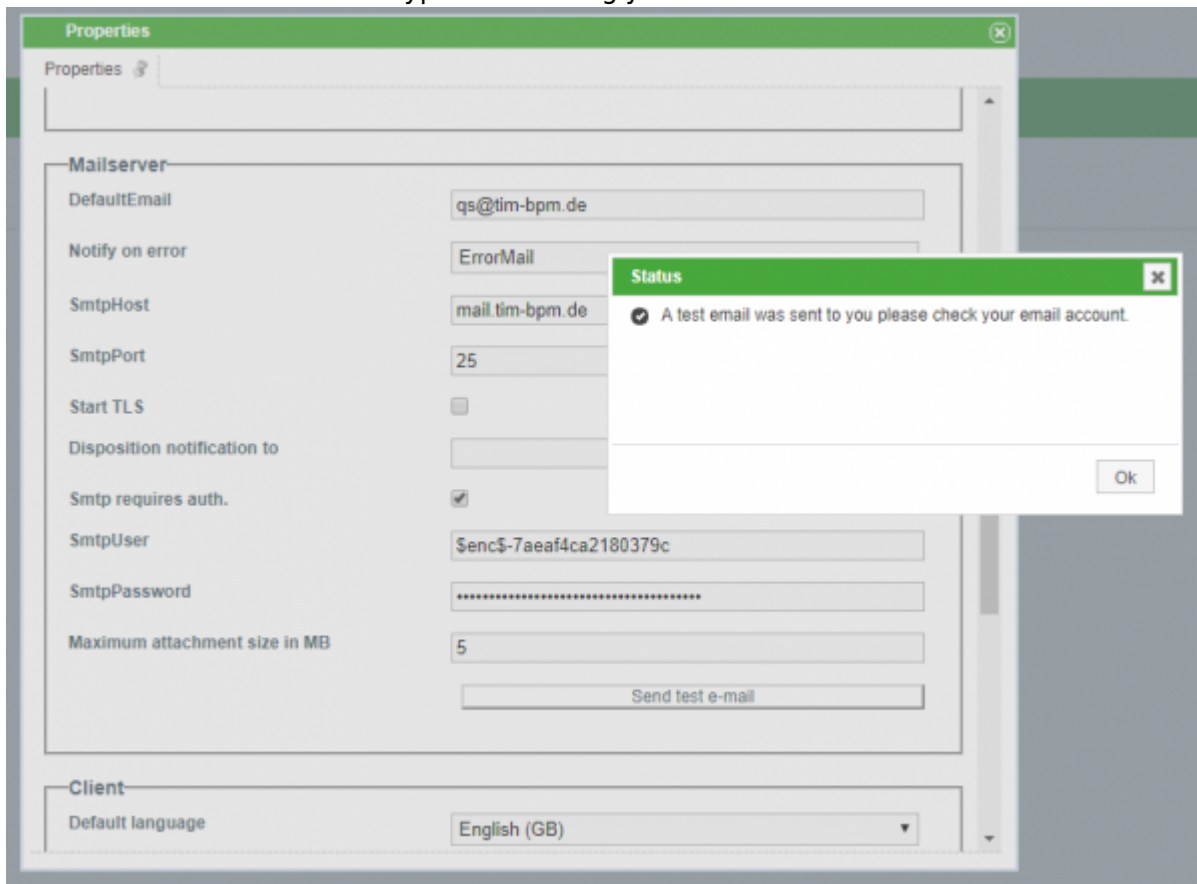 Properties
Properties
Mailserver
DefaultEmail
qs@tim-bpm.de
Notify on error
ErrorMail
SmtpHost
mail.tim-bpm.de
SmtpPort
25
Start TLS
Disposition notification to
Smtp requires auth.
SmtpUser
$enc$-7aeaf4ca2180379c
SmtpPassword
Maximum attachment size in MB
5
Send test e-mail
Client
Default language
English (GB)
Status
A test email was sent to you please check your email account.
Ok